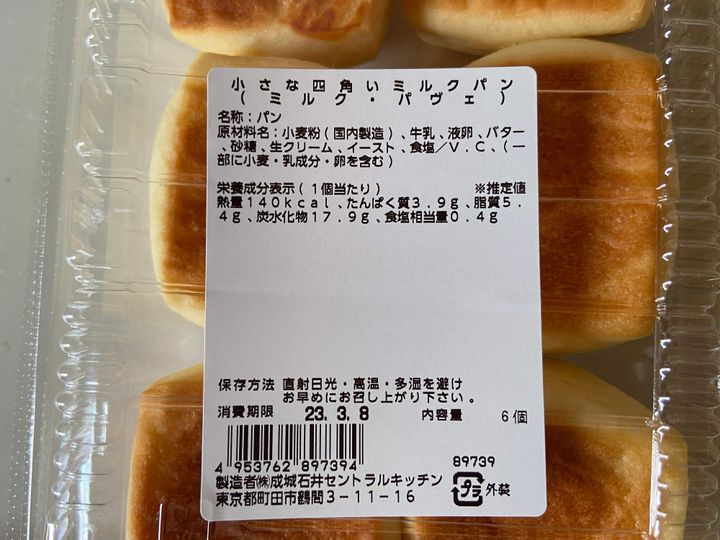 小さな四角いミルクパン
(ミルク・パヴェ)
名称:パン
原材料名:小麦粉(国内製造)、牛乳、液卵、バター
、砂糖、生クリーム、イースト、食塩/V.C、(一
部に小麦・乳成分・卵を含む)
栄養成分表示(1個当たり) ※推定値
熱量140kcal、たんぱく質3.9g、脂質5.
4g、炭水化物17.9g、食塩相当量0.4g
保存方法 直射日光・高温・多湿を避け
お早めにお召し上がり下さい。
消費期限 23.3.8 内容量 6個
4 953762 897394
89739
製造者㈱成城石井セントラルキッチン
東京都町田市鶴間3-11-16
プラ 外装